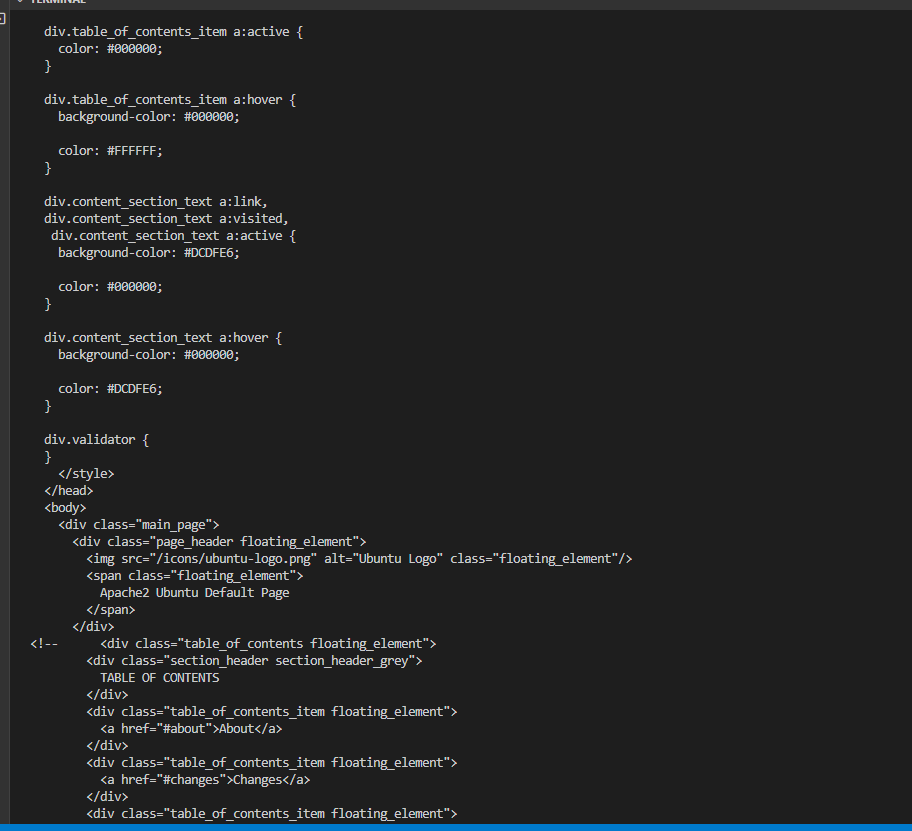 TERMINAL
div.table_of_contents_item a:active {
color: #000000;
}
div.table_of_contents_item a:hover {
background-color: #000000;
color: #FFFFFF;
}
div.content_section_text a:link,
div.content_section_text a:visited,
div.content_section_text a:active {
background-color: #DCDFE6;
color: #000000;
}
div.content_section_text a:hover {
background-color: #000000;
color: #DCDFE6;
}
div.validator {
}
</style>
</head>
<body>
<div class="main_page">
<div class="page_header floating_element">
<img src="/icons/ubuntu-logo.png" alt="Ubuntu Logo" class="floating_element"/>
<span class="floating_element">
Apache2 Ubuntu Default Page
</span>
</div>
<!--      <div class="table_of_contents floating_element">
<div class="section_header section_header_grey">
TABLE OF CONTENTS
</div>
<div class="table_of_contents_item floating_element">
<a href="#about">About</a>
</div>
<div class="table_of_contents_item floating_element">
<a href="#changes">Changes</a>
</div>
<div class="table_of_contents_item floating_element">